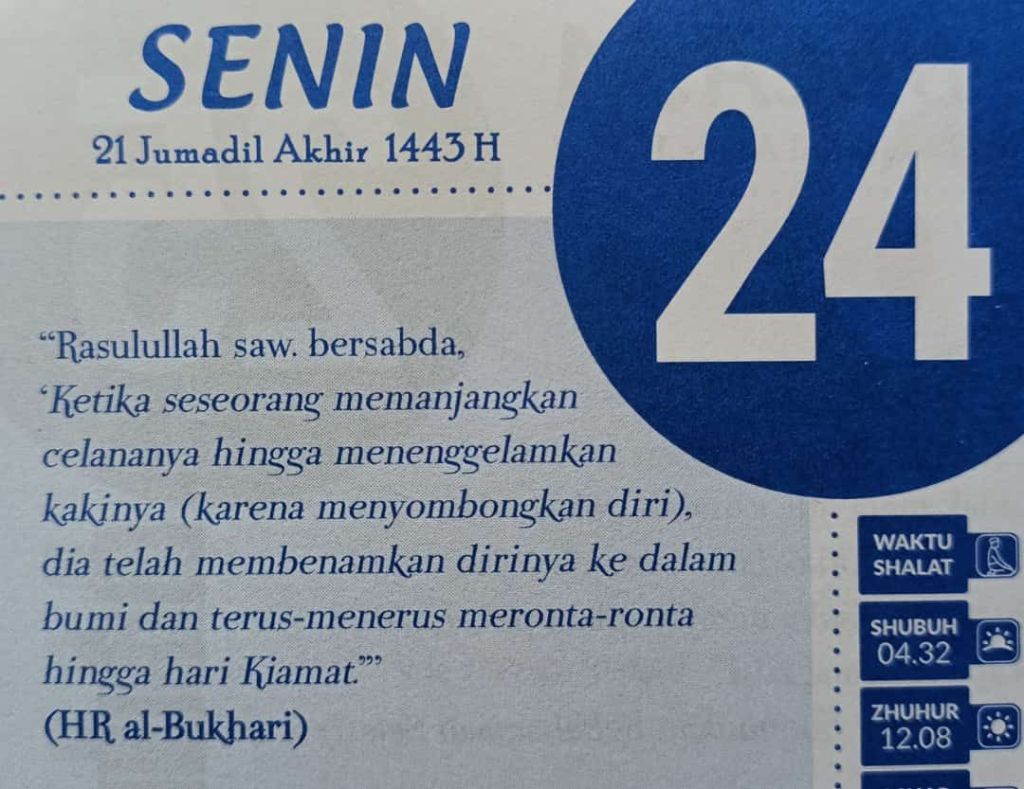 SENIN
21 Jumadil Akhir 1443 H
24
“Rasulullah saw. bersabda,
‘Ketika seseorang memanjangkan
celananya hingga menenggelamkan
kakinya (karena menyombongkan diri),
dia telah membenamkan dirinya ke dalam
bumi dan terus-menerus meronta-ronta
hingga hari Kiamat.’”
(HR al-Bukhari)
WAKTU
SHALAT
SHUBUH
04.32
ZHUHUR
12.08